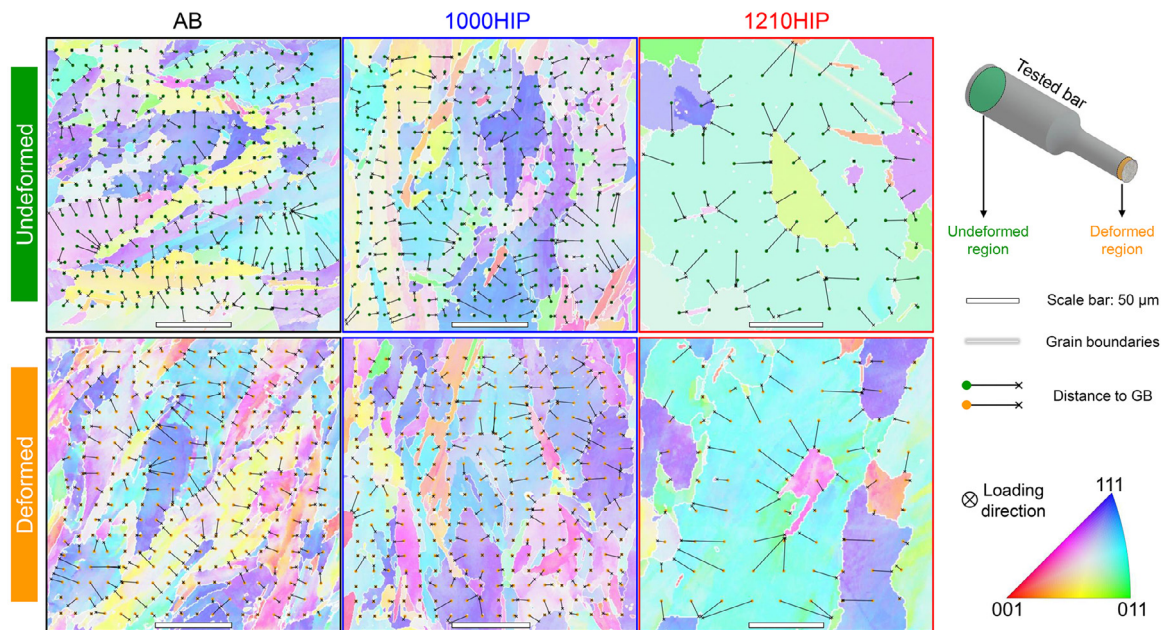 AB
1000HIP
1210HIP
Undeformed
Deformed
Tested bar
Undeformed
region
Deformed
region
Scale bar: 50 µm
Grain boundaries
Distance to GB
Loading
direction
111
001
011